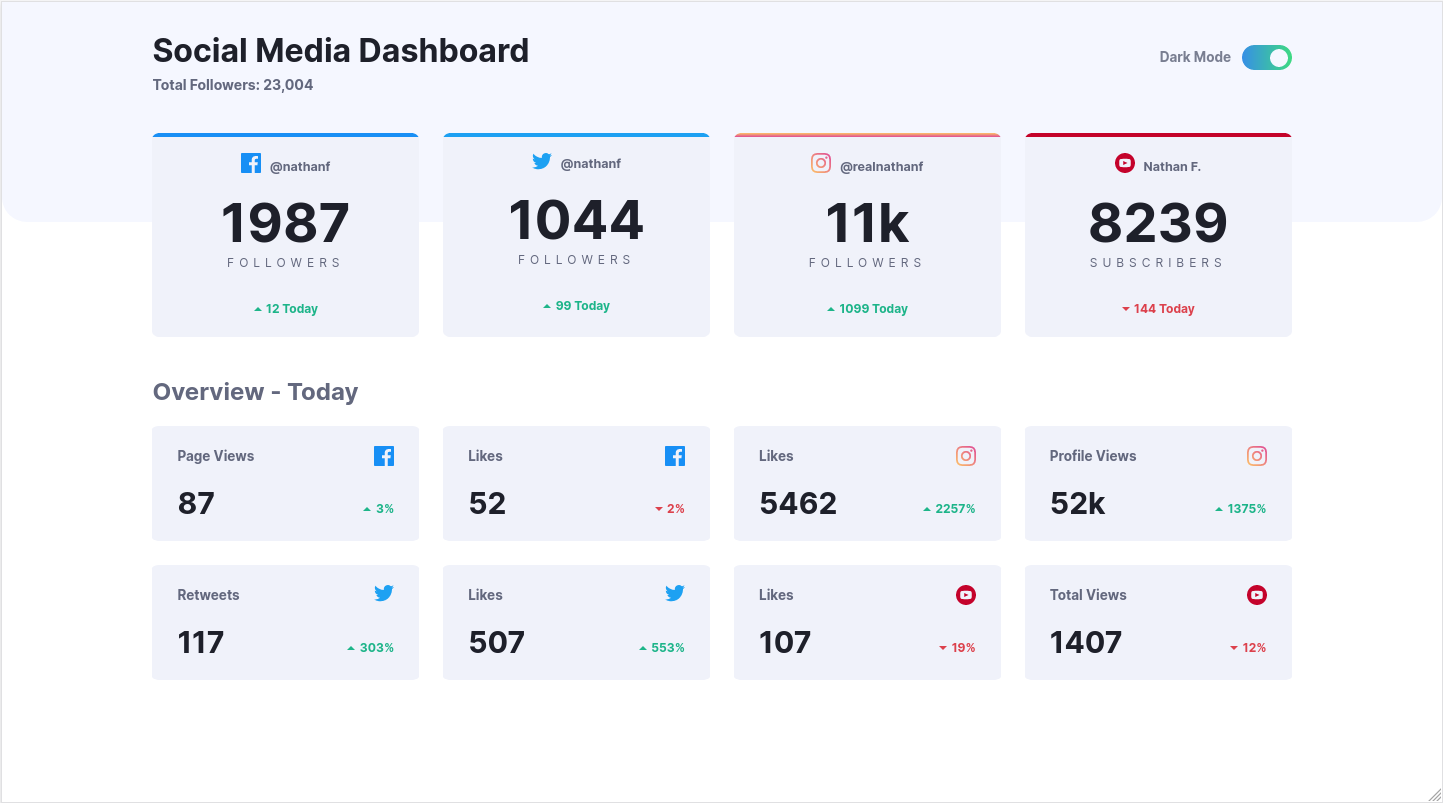 Social Media Dashboard
Total Followers: 23,004
Dark Mode
@nathanf
1987
FOLLOWERS
12 Today
@nathanf
1044
FOLLOWERS
99 Today
@realnathanf
11k
FOLLOWERS
1099 Today
Nathan F.
8239
SUBSCRIBERS
144 Today
Overview - Today
Page Views
87
3%
Likes
52
2%
Likes
5462
2257%
Profile Views
52k
1375%
Retweets
117
303%
Likes
507
553%
Likes
107
19%
Total Views
1407
12%